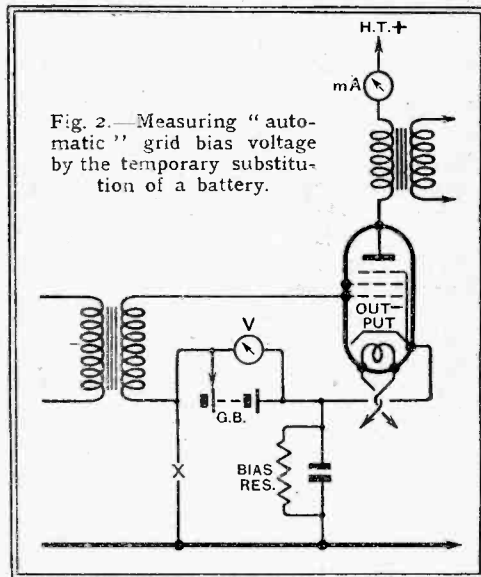 H.T.+
mA
Fig. 2.—Measuring “auto-
matic” grid bias voltage
by the temporary substitu-
tion of a battery.
OUT-
PUT
V
G.B.
X
BIAS
RES.